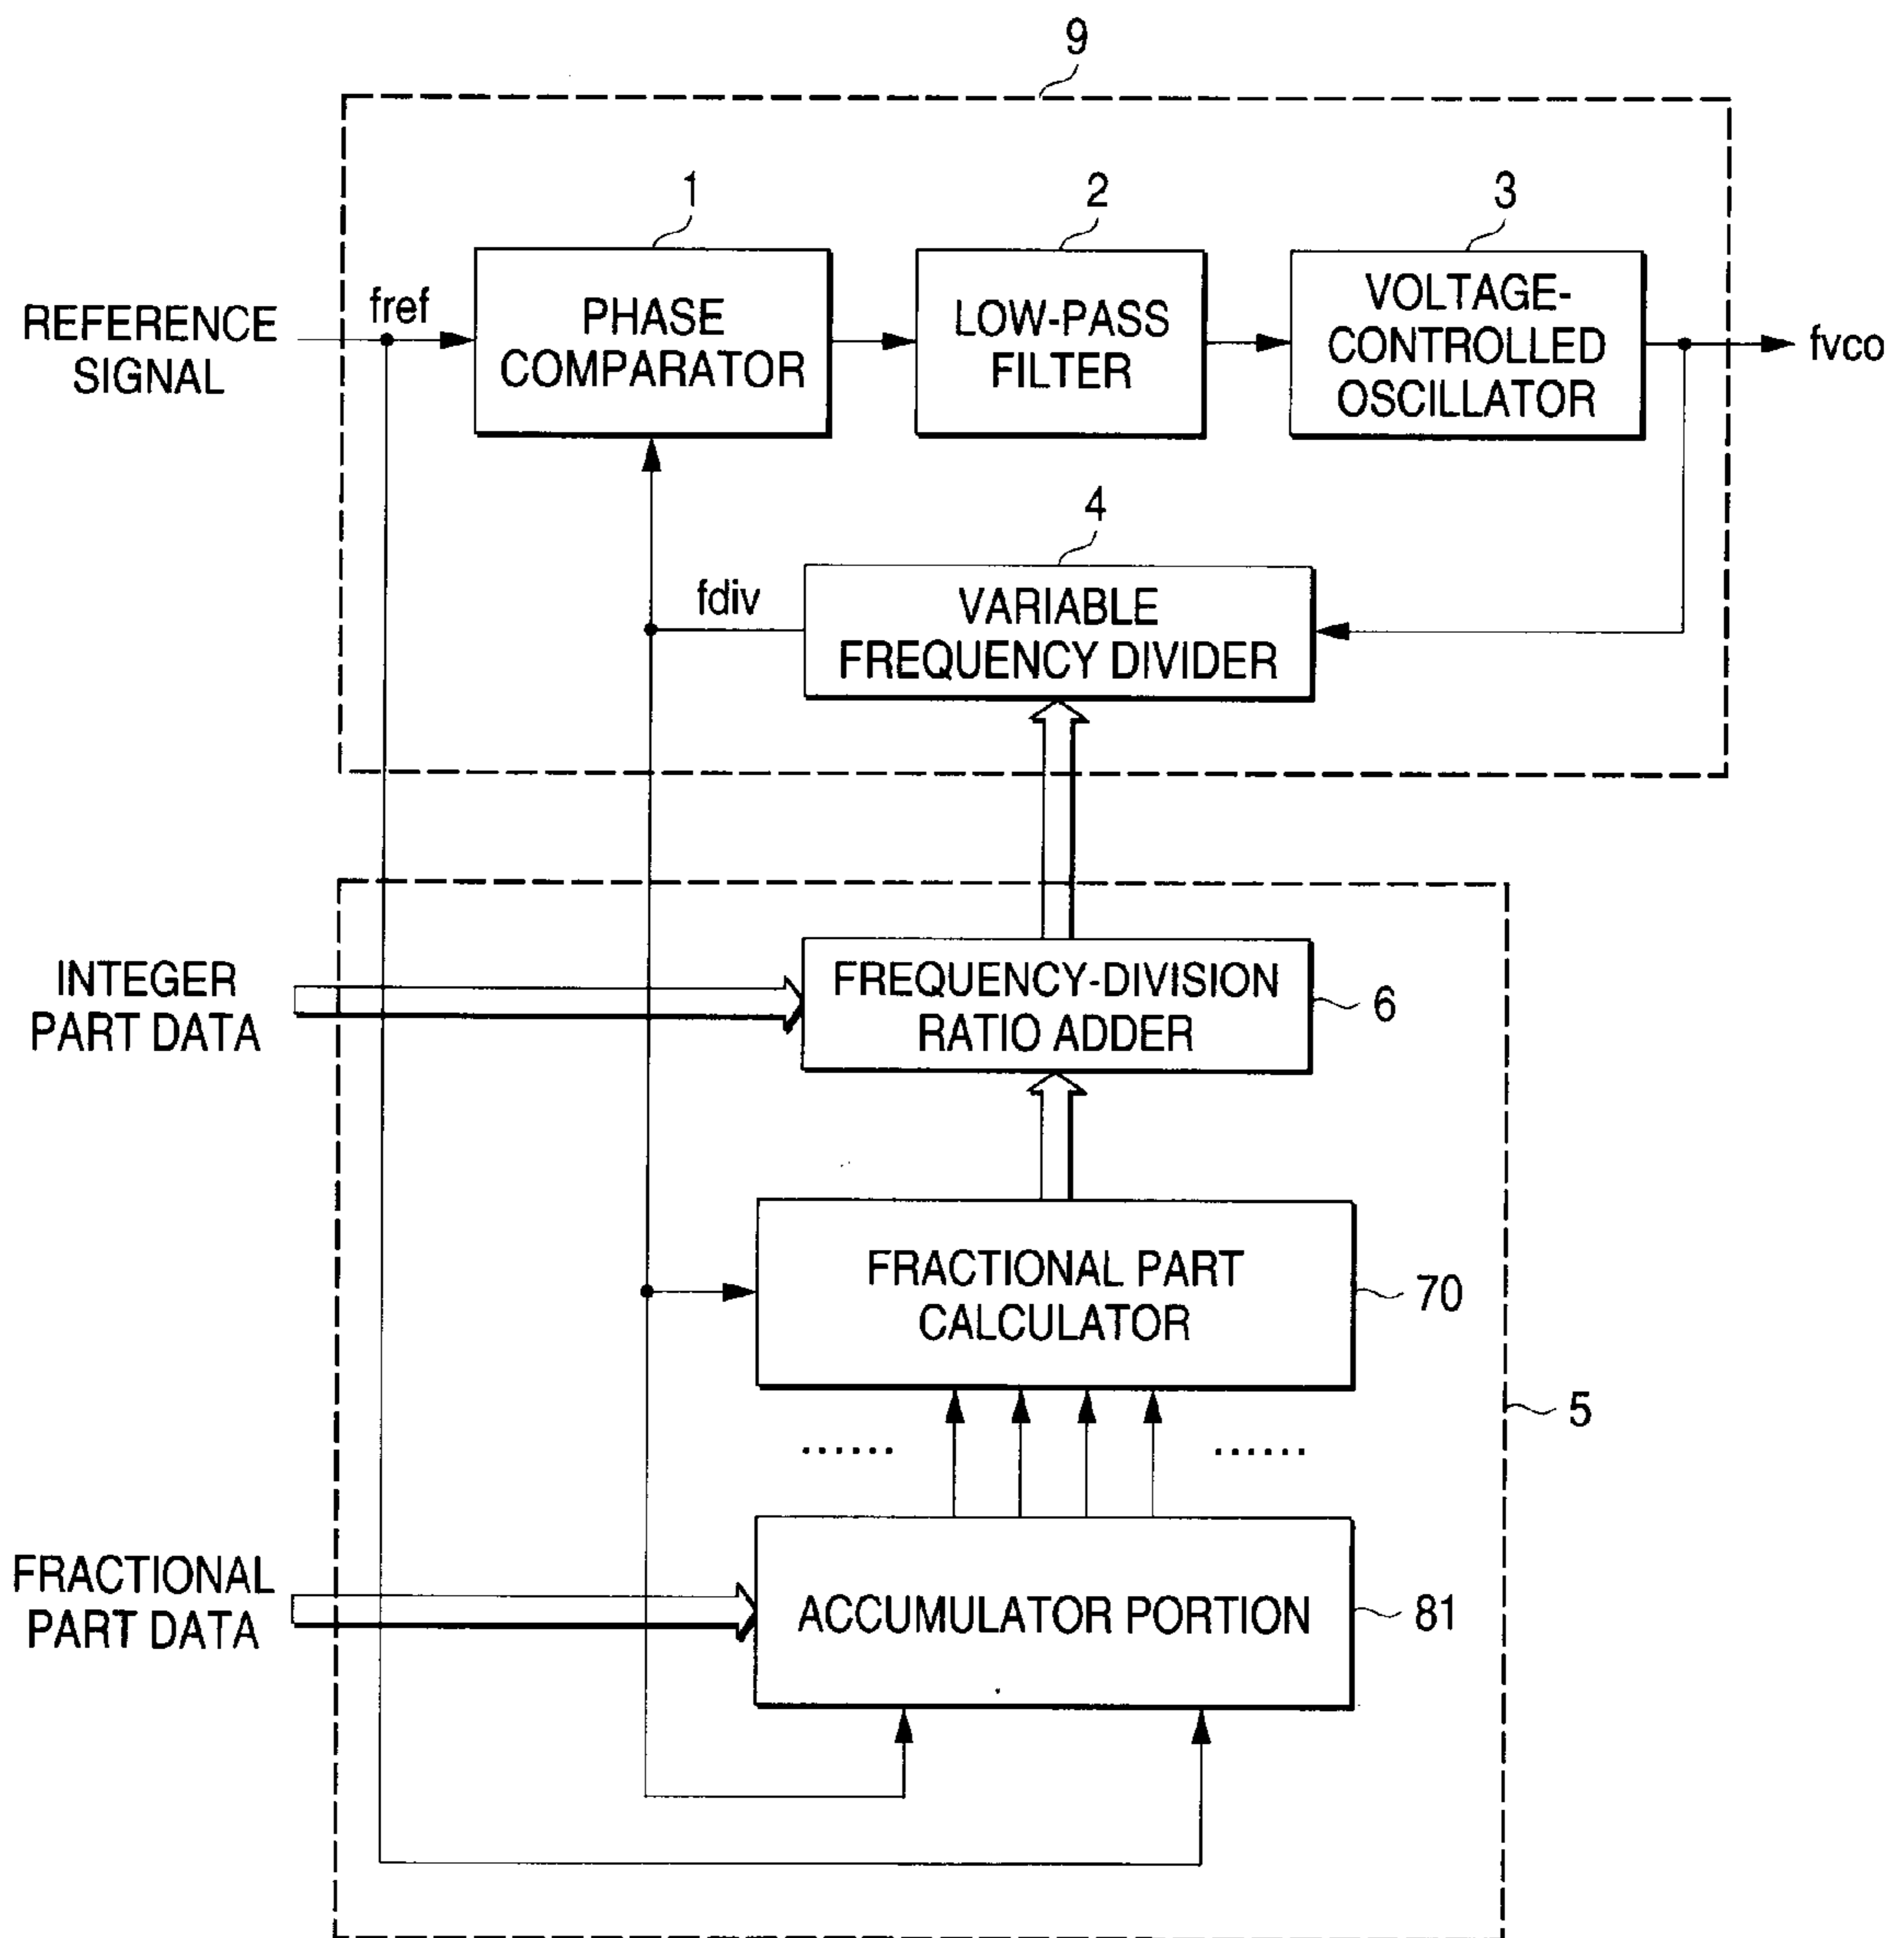 9
1
2
3
REFERENCE
SIGNAL
fref
PHASE
COMPARATOR
LOW-PASS
FILTER
VOLTAGE-
CONTROLLED
OSCILLATOR
fvco
4
fdiv
VARIABLE
FREQUENCY DIVIDER
INTEGER
PART DATA
FREQUENCY-DIVISION
RATIO ADDER
6
FRACTIONAL PART
CALCULATOR
70
5
......
......
FRACTIONAL
PART DATA
ACCUMULATOR PORTION
81